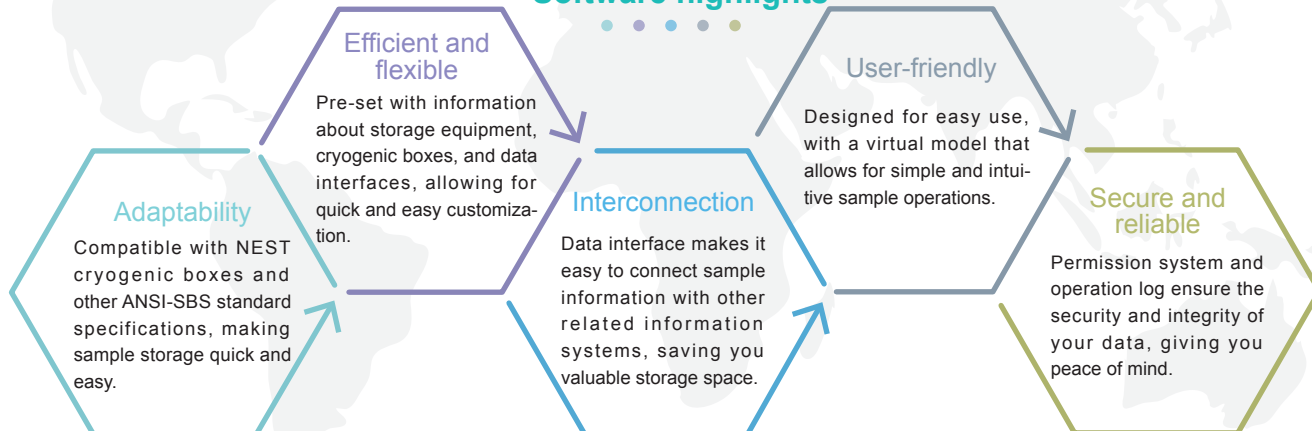 Software highlights
Efficient and
flexible
Pre-set with information
about storage equipment,
cryogenic boxes, and data
interfaces, allowing for
quick and easy customiza-
tion.
User-friendly
Designed for easy use,
with a virtual model that
allows for simple and intui-
tive sample operations.
Adaptability
Compatible with NEST
cryogenic boxes and
other ANSI-SBS standard
specifications, making
sample storage quick and
easy.
Interconnection
Data interface makes it
easy to connect sample
information with other
related information
systems, saving you
valuable storage space.
Secure and
reliable
Permission system and
operation log ensure the
security and integrity of
your data, giving you
peace of mind.